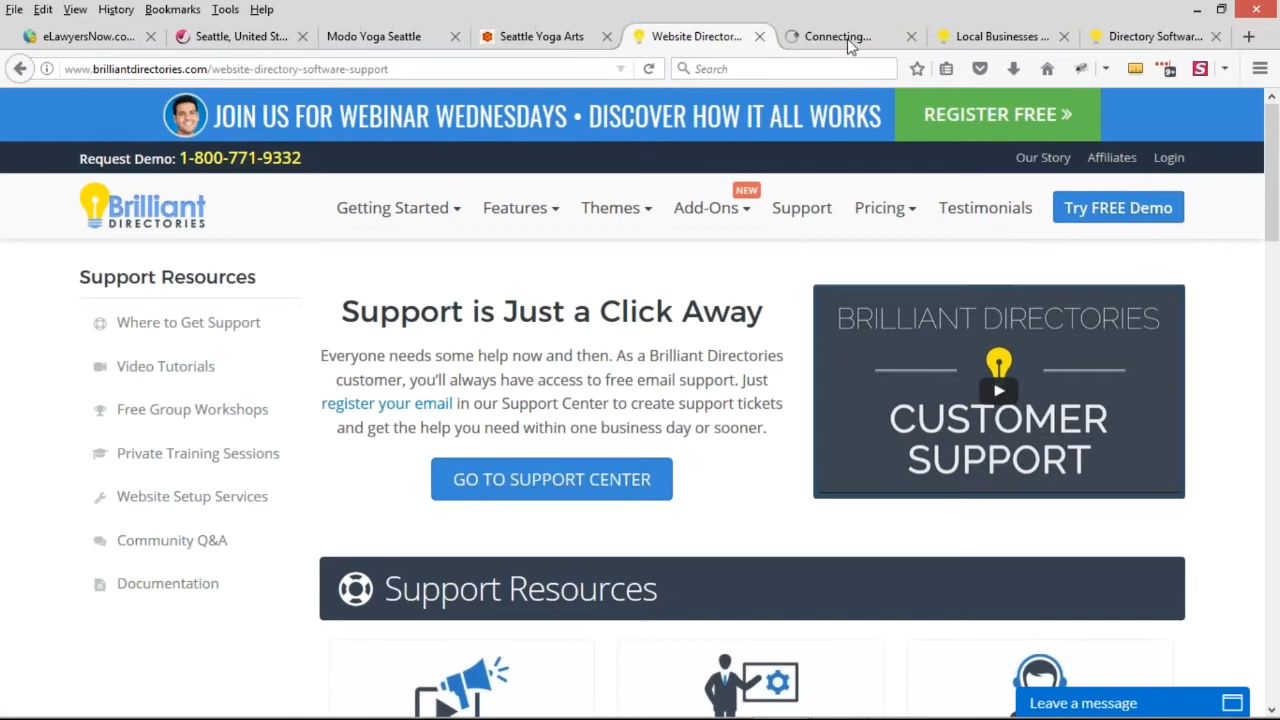 File Edit View History Bookmarks Tools Help
eLawyersNow.co... Seattle, United St... Modo Yoga Seattle Seattle Yoga Arts Website Director... Connecting... Local Businesses ... Directory Softwar...
www.brilliantdirectories.com/website-directory-software-support
Search
JOIN US FOR WEBINAR WEDNESDAYS • DISCOVER HOW IT ALL WORKS
REGISTER FREE »
Request Demo: 1-800-771-9332
Our Story Affiliates Login
Brilliant
DIRECTORIES
NEW
Getting Started Features Themes Add-Ons Support Pricing Testimonials Try FREE Demo
Support Resources
Where to Get Support
Video Tutorials
Free Group Workshops
Private Training Sessions
Website Setup Services
Community Q&A
Documentation
Support is Just a Click Away
Everyone needs some help now and then. As a Brilliant Directories
customer, you'll always have access to free email support. Just
register your email in our Support Center to create support tickets
and get the help you need within one business day or sooner.
GO TO SUPPORT CENTER
BRILLIANT DIRECTORIES
CUSTOMER
SUPPORT
Support Resources
Leave a message